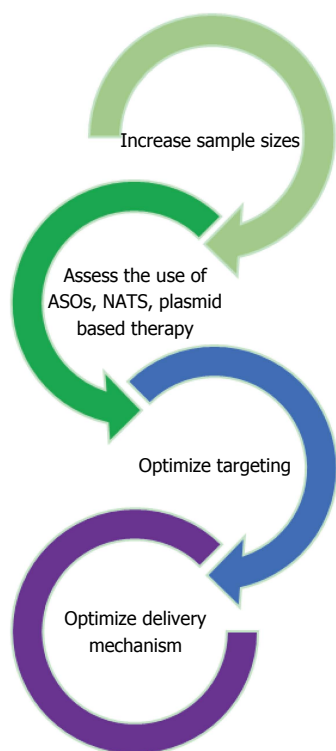 Increase sample sizes
Assess the use of
ASOs, NATS, plasmid
based therapy
Optimize targeting
Optimize delivery
mechanism